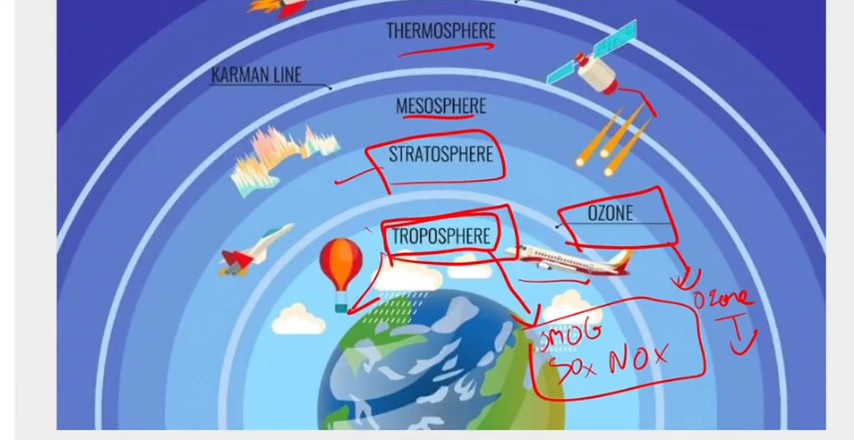 THERMOSPHERE
KARMAN LINE
MESOSPHERE
STRATOSPHERE
OZONE
TROPOSPHERE
Ozone
SMOG
SOx NOx